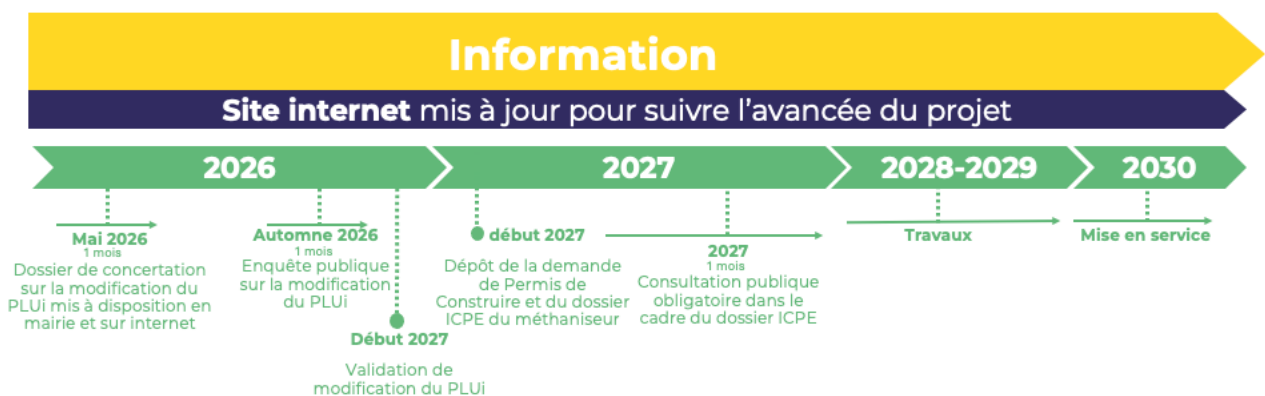 Information
Site internet mis à jour pour suivre l'avancée du projet
2026
2027
2028-2029
2030
Mai 2026
1 mois
Dossier de concertation
sur la modification du
PLUi mis à disposition en
mairie et sur internet
Automne 2026
1 mois
Enquête publique
sur la modification
du PLUi
Début 2027
Validation de
modification du PLUi
début 2027
Dépôt de la demande
de Permis de
Construire et du dossier
ICPE du méthaniseur
2027
1 mois
Consultation publique
obligatoire dans le
cadre du dossier ICPE
Travaux
Mise en service